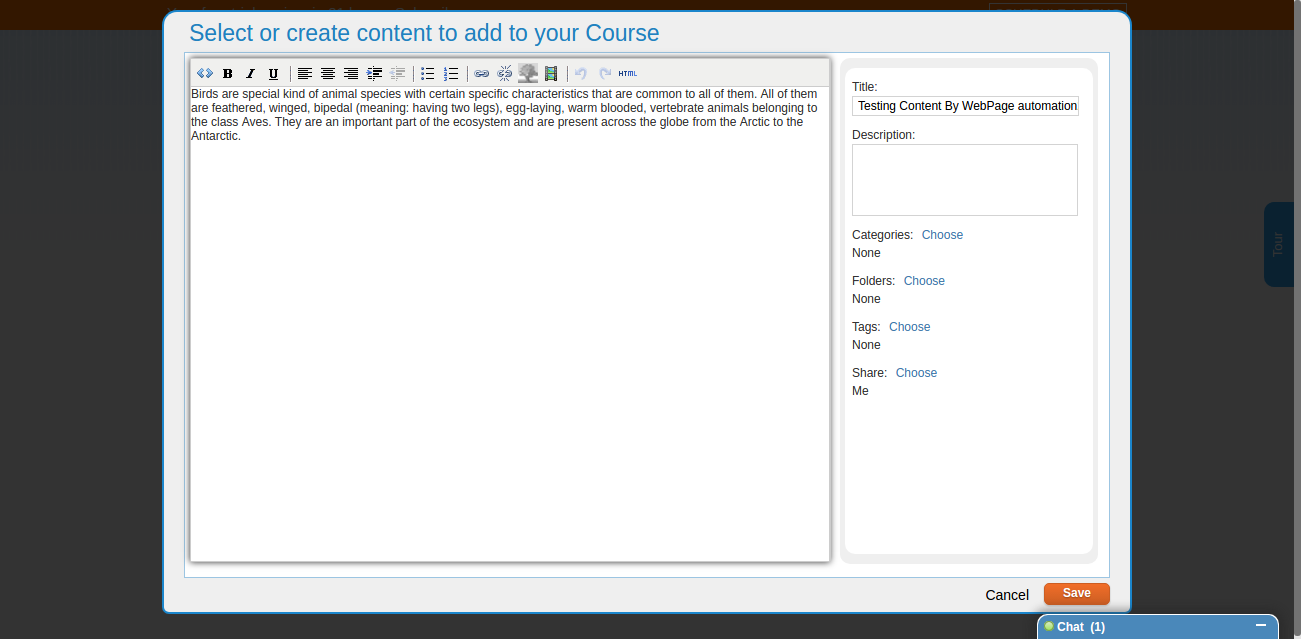 Select or create content to add to your Course
B I U HTML
Birds are special kind of animal species with certain specific characteristics that are common to all of them. All of them
are feathered, winged, bipedal (meaning: having two legs), egg-laying, warm blooded, vertebrate animals belonging to
the class Aves. They are an important part of the ecosystem and are present across the globe from the Arctic to the
Antarctic.
Title:
Testing Content By WebPage automation
Description:
Categories: Choose
None
Folders: Choose
None
Tags: Choose
None
Share: Choose
Me
Tour
Cancel Save
Chat (1)